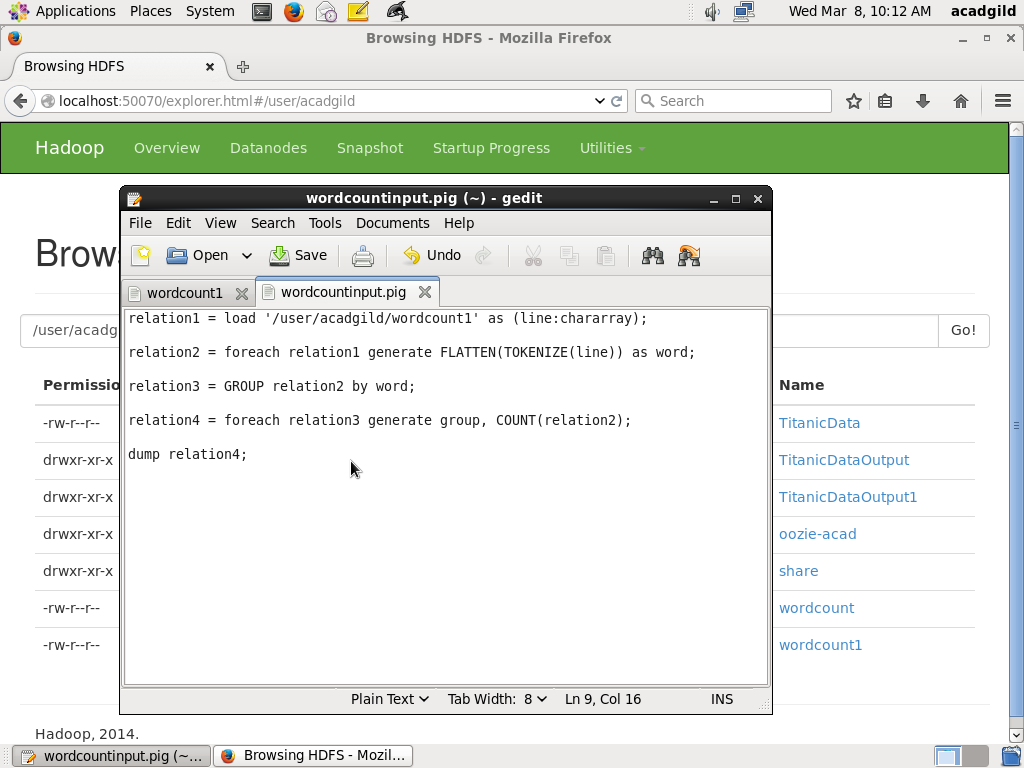 Applications Places System Wed Mar 8, 10:12 AM acadgild
Browsing HDFS - Mozilla Firefox
Browsing HDFS
localhost:50070/explorer.html#/user/acadgild Search
Hadoop Overview Datanodes Snapshot Startup Progress Utilities
wordcountinput.pig (~) - gedit
File Edit View Search Tools Documents Help
Open Save Undo
wordcount1 wordcountinput.pig
relation1 = load '/user/acadgild/wordcount1' as (line:chararray);
relation2 = foreach relation1 generate FLATTEN(TOKENIZE(line)) as word;
relation3 = GROUP relation2 by word;
relation4 = foreach relation3 generate group, COUNT(relation2);
dump relation4;
Plain Text Tab Width: 8 Ln 9, Col 16 INS
Brows
/user/acadg Go!
Permissio Name
-rw-r--r-- TitanicData
drwxr-xr-x TitanicDataOutput
drwxr-xr-x TitanicDataOutput1
drwxr-xr-x oozie-acad
drwxr-xr-x share
-rw-r--r-- wordcount
-rw-r--r-- wordcount1
Hadoop, 2014.
wordcountinput.pig (~... Browsing HDFS - Mozil...